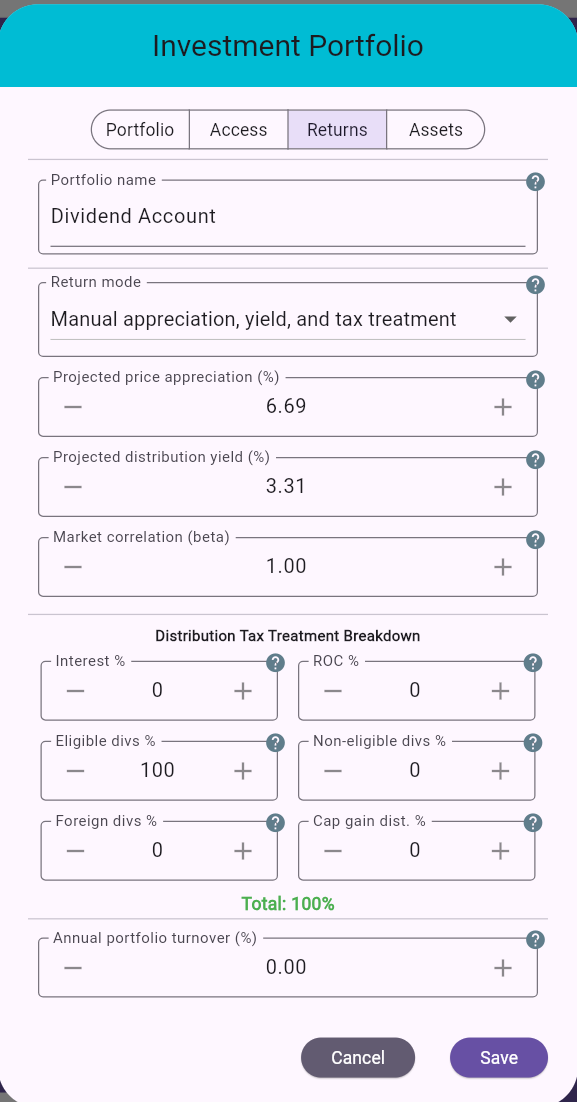 Investment Portfolio
Portfolio Access Returns Assets
Portfolio name ?
Dividend Account
Return mode ?
Manual appreciation, yield, and tax treatment
Projected price appreciation (%) ?
— 6.69 +
Projected distribution yield (%) ?
— 3.31 +
Market correlation (beta) ?
— 1.00 +
Distribution Tax Treatment Breakdown
Interest % ? ROC % ?
— 0 + — 0 +
Eligible divs % ? Non-eligible divs % ?
— 100 + — 0 +
Foreign divs % ? Cap gain dist. % ?
— 0 + — 0 +
Total: 100%
Annual portfolio turnover (%) ?
— 0.00 +
Cancel Save